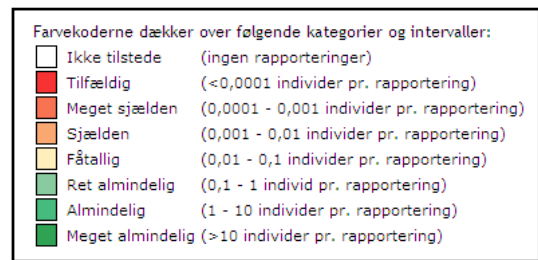 Farvekoderne dækker over følgende kategorier og intervaller:
Ikke tilstede (ingen rapporteringer)
Tilfældig (<0,0001 individer pr. rapportering)
Meget sjælden (0,0001 - 0,001 individer pr. rapportering)
Sjælden (0,001 - 0,01 individer pr. rapportering)
Fåtallig (0,01 - 0,1 individer pr. rapportering)
Ret almindelig (0,1 - 1 individ pr. rapportering)
Almindelig (1 - 10 individer pr. rapportering)
Meget almindelig (>10 individer pr. rapportering)